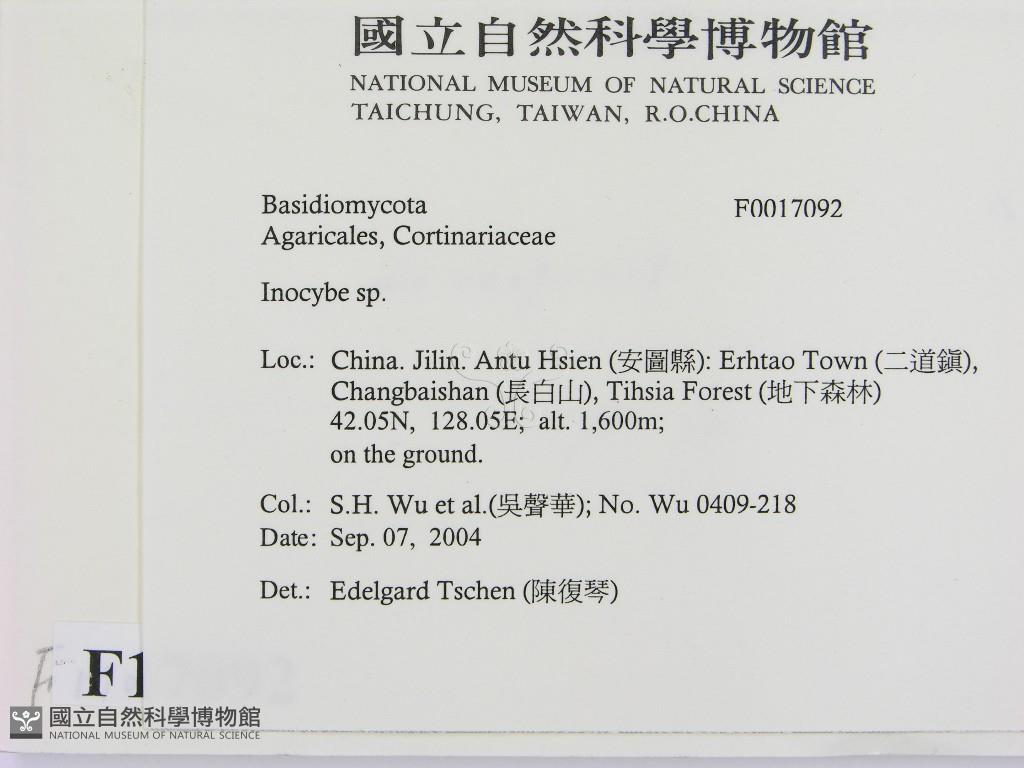 國立自然科學博物館
NATIONAL MUSEUM OF NATURAL SCIENCE
TAICHUNG, TAIWAN, R.O.CHINA
Basidiomycota F0017092
Agaricales, Cortinariaceae
Inocybe sp.
Loc.: China. Jilin. Antu Hsien (安圖縣): Erhtao Town (二道鎭),
Changbaishan (長白山), Tihsia Forest (地下森林)
42.05N, 128.05E; alt. 1,600m;
on the ground.
Col.: S.H. Wu et al.(吳聲華); No. Wu 0409-218
Date: Sep. 07, 2004
Det.: Edelgard Tschen (陳復琴)
F1
國立自然科學博物館
NATIONAL MUSEUM OF NATURAL SCIENCE